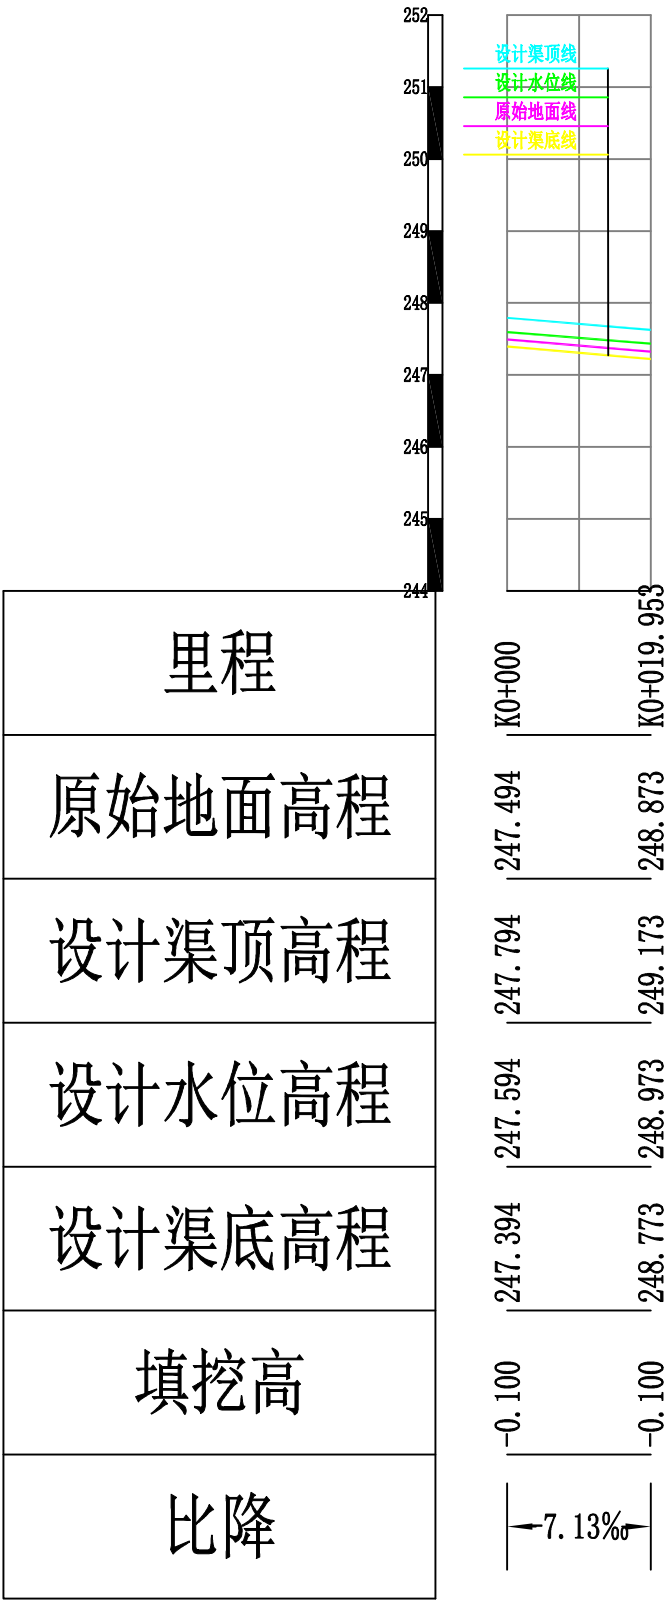 252
251
250
249
248
247
246
245
244
设计渠顶线
设计水位线
原始地面线
设计渠底线
里程 K0+000 K0+019.953
原始地面高程 247.494 248.873
设计渠顶高程 247.794 249.173
设计水位高程 247.594 248.973
设计渠底高程 247.394 248.773
填挖高 -0.100 -0.100
比降 -7.13‰